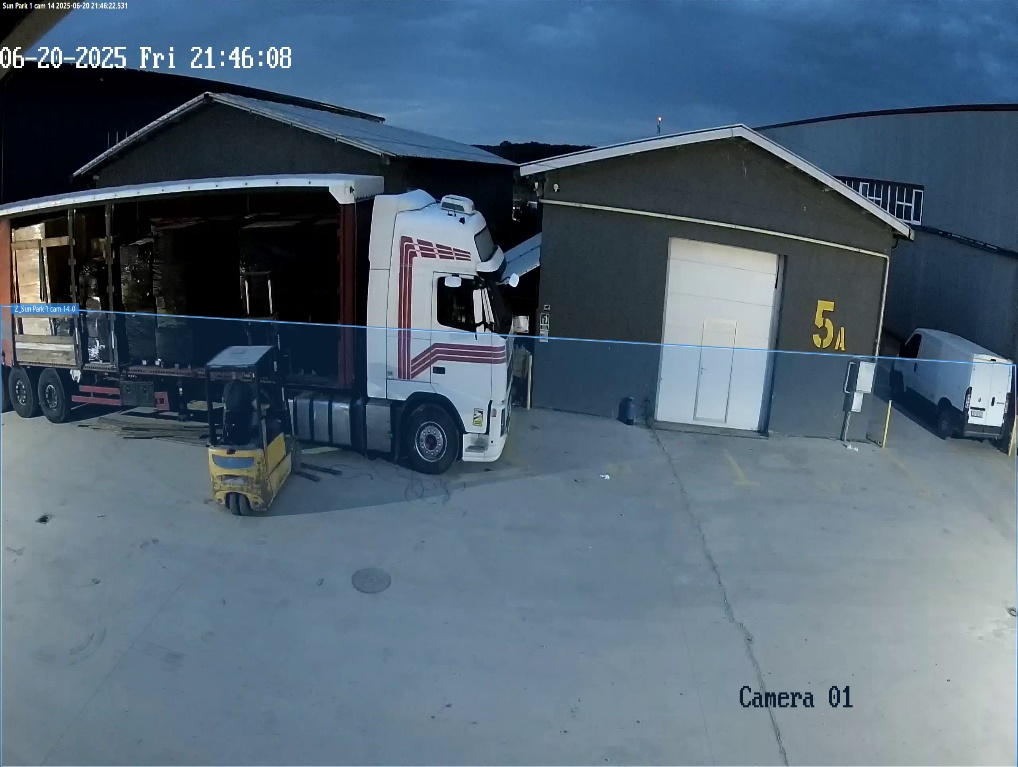 Sun Park 1 cam 14 2025-06-20 21:46:22.531
06-20-2025 Fri 21:46:08
Z_Sun Park 1 cam 14-0
5A
Camera 01